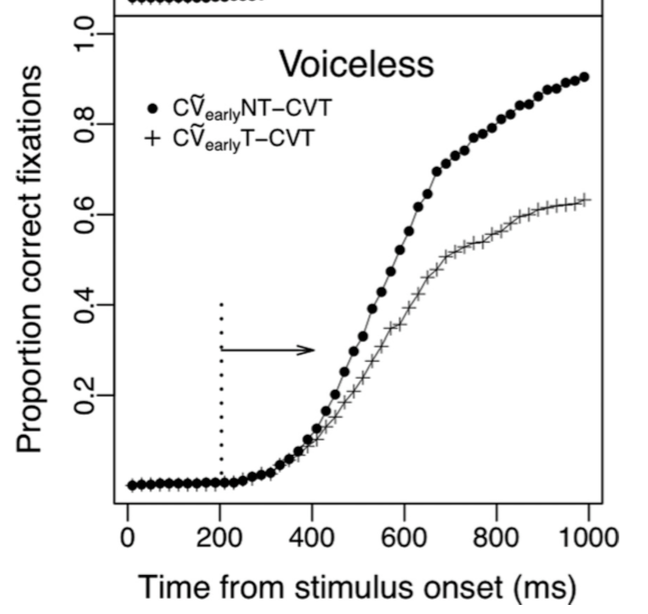 Voiceless
CṼearlyNT–CVT
CṼearlyT–CVT
Proportion correct fixations
1.0
0.8
0.6
0.4
0.2
0 200 400 600 800 1000
Time from stimulus onset (ms)